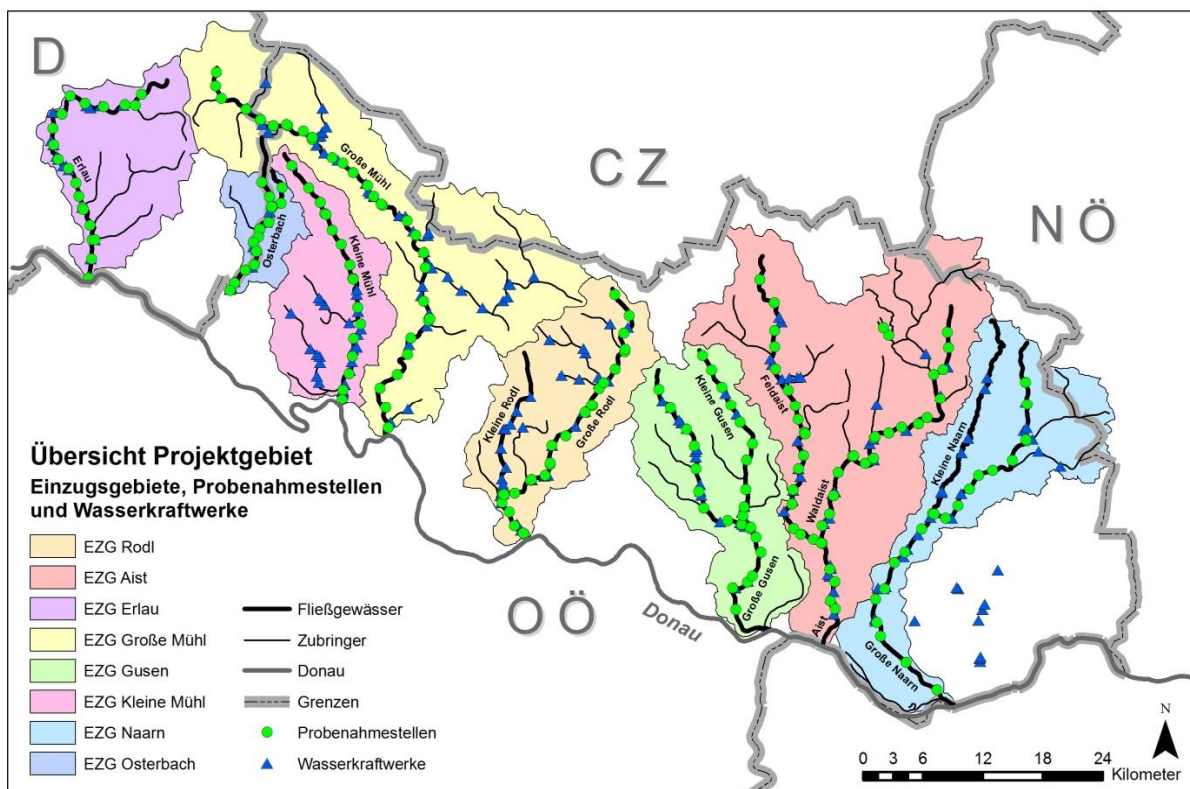 D
CZ
NÖ
OÖ
Erlau
Osterbach
Große Mühl
Kleine Mühl
Kleine Rodl
Große Rodl
Kleine Gusen
Große Gusen
Feldaist
Waldaist
Aist
Kleine Naarn
Große Naarn
Donau
Übersicht Projektgebiet
Einzugsgebiete, Probenahmestellen
und Wasserkraftwerke
EZG Rodl
EZG Aist
EZG Erlau
EZG Große Mühl
EZG Gusen
EZG Kleine Mühl
EZG Naarn
EZG Osterbach
Fließgewässer
Zubringer
Donau
Grenzen
Probenahmestellen
Wasserkraftwerke
N
0 3 6 12 18 24
Kilometer